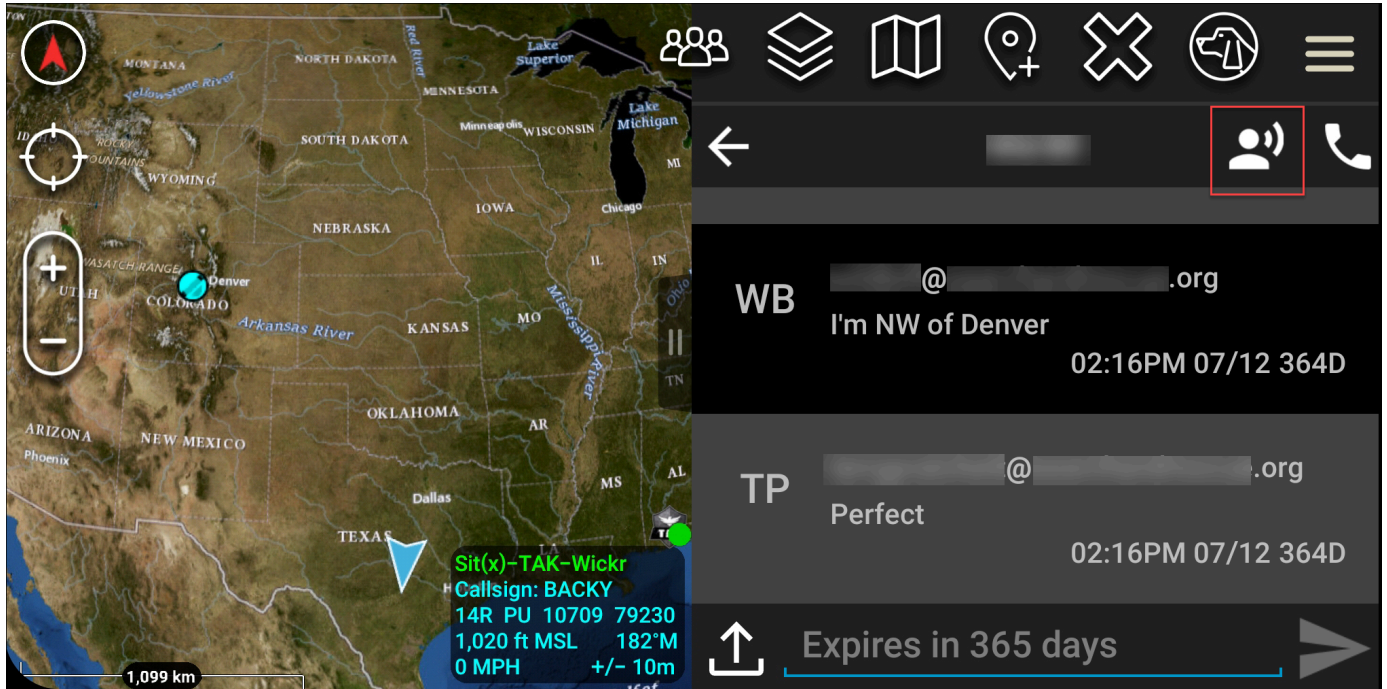 Red River
Lake
Superior
MONTANA
NORTH DAKOTA
Yellowstone River
MINNESOTA
Lake
Michigan
Minneapolis
WISCONSIN
ROCKY
SOUTH DAKOTA
MI
WYOMING
IOWA
Chicago
NEBRASKA
IL
IN
WASATCH RANGE
Denver
UTAH
COLORADO
Ohio
Mississippi River
Arkansas River
KANSAS
MO
TN
OKLAHOMA
AR
ARIZONA
NEW MEXICO
Phoenix
AL
MS
Dallas
TEXAS
LA
Sit(x)-TAK-Wickr
Callsign: BACKY
14R PU 10709 79230
1,020 ft MSL 182°M
0 MPH +/- 10m
1,099 km
@ .org
WB
I'm NW of Denver
02:16PM 07/12 364D
@ .org
TP
Perfect
02:16PM 07/12 364D
Expires in 365 days